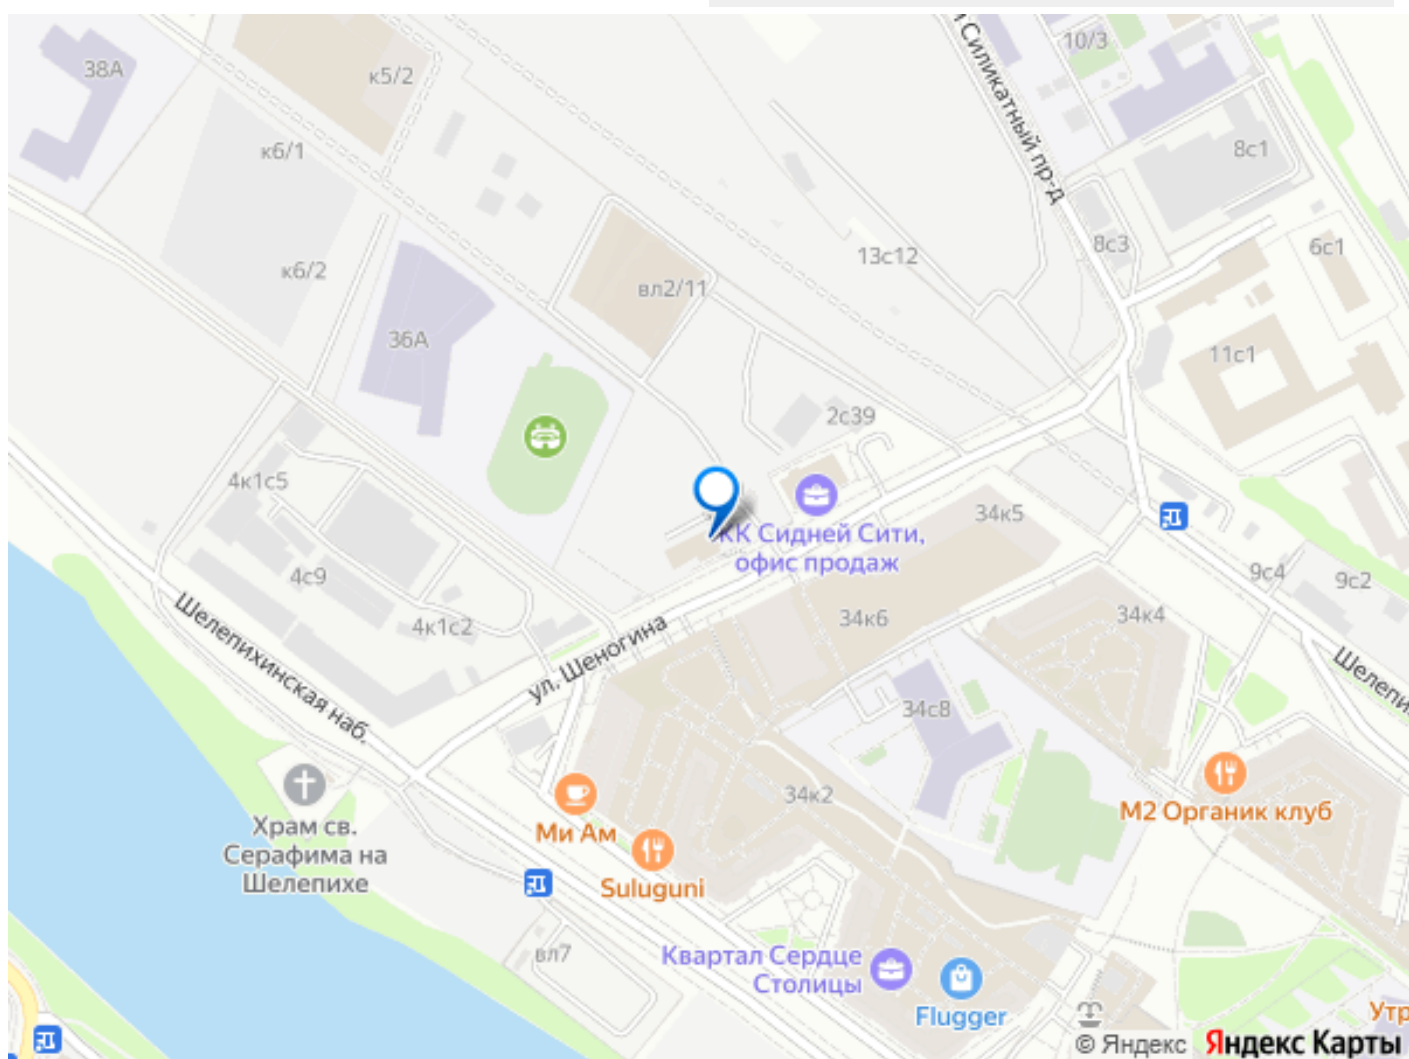 38А
к5/2
10/3
й Силикатный пр-д
8с1
к6/1
8с3
6с1
13с12
к6/2
вл2/11
36А
11с1
2с39
4к1с5
34к5
ЖК Сидней Сити,
офис продаж
4с9
9с4
9с2
Шелепихинская наб.
4к1с2
ул. Шеногина
34к6
34к4
Шелепи
34с8
34к2
М2 Органик клуб
Храм св.
Серафима на
Шелепихе
Ми Ам
Suluguni
вл7
Квартал Сердце
Столицы
Flugger
Утр
© Яндекс Яндекс Карты